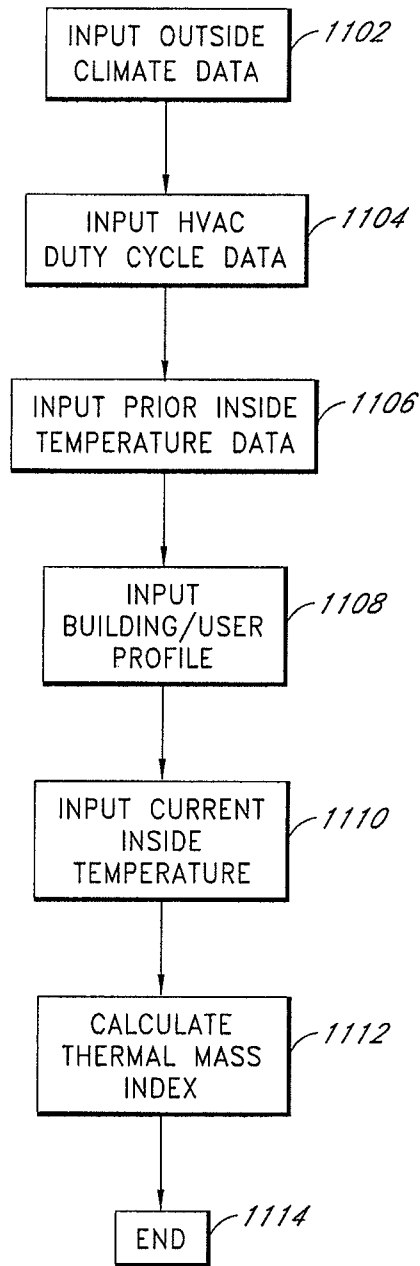 INPUT OUTSIDE
CLIMATE DATA
1102
INPUT HVAC
DUTY CYCLE DATA
1104
INPUT PRIOR INSIDE
TEMPERATURE DATA
1106
INPUT
BUILDING/USER
PROFILE
1108
INPUT CURRENT
INSIDE
TEMPERATURE
1110
CALCULATE
THERMAL MASS
INDEX
1112
END
1114